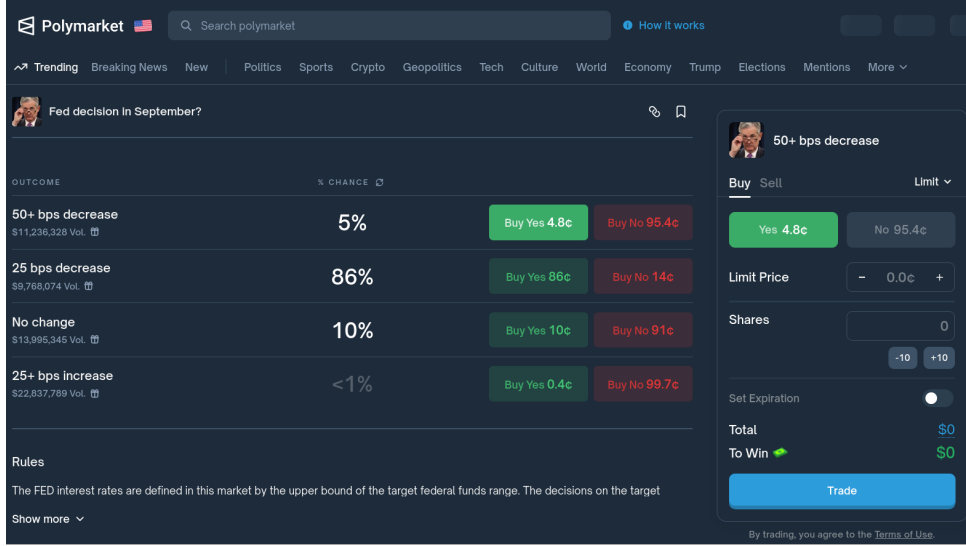 Polymarket
Search polymarket
How it works
Trending Breaking News New Politics Sports Crypto Geopolitics Tech Culture World Economy Trump Elections Mentions More
Fed decision in September?
OUTCOME % CHANCE
50+ bps decrease
$11,236,328 Vol.
5%
Buy Yes 4.8¢ Buy No 95.4¢
25 bps decrease
$9,768,074 Vol.
86%
Buy Yes 86¢ Buy No 14¢
No change
$13,995,345 Vol.
10%
Buy Yes 10¢ Buy No 91¢
25+ bps increase
$22,837,789 Vol.
<1%
Buy Yes 0.4¢ Buy No 99.7¢
Rules
The FED interest rates are defined in this market by the upper bound of the target federal funds range. The decisions on the target
Show more
50+ bps decrease
Buy Sell Limit
Yes 4.8¢ No 95.4¢
Limit Price - 0.0¢ +
Shares 0
-10 +10
Set Expiration
Total $0
To Win $0
Trade
By trading, you agree to the Terms of Use.